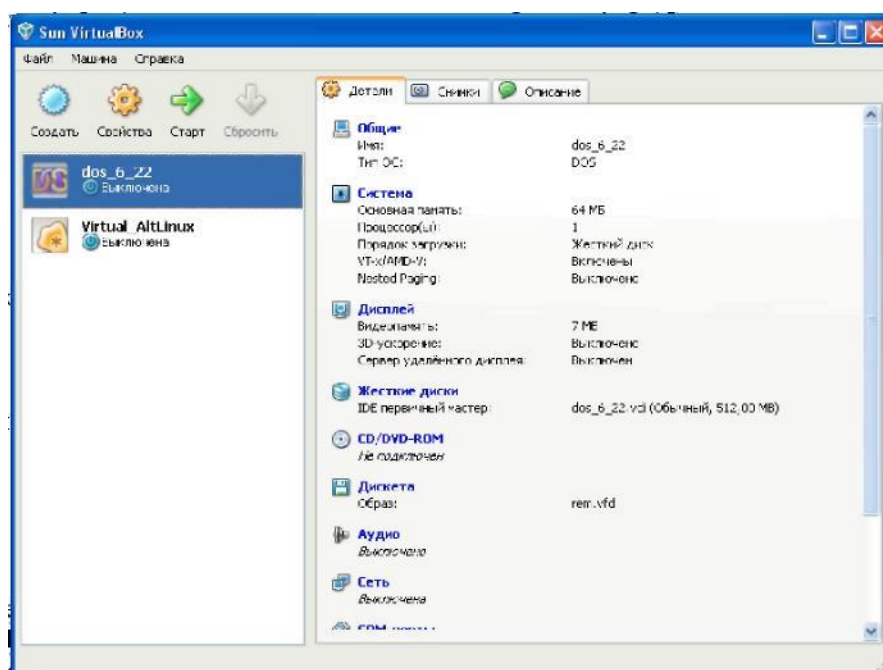 Sun VirtualBox
Файл Машина Справка
Создать Свойства Старт Сбросить
dos_6_22
Выключена
Virtual_AltLinux
Выключена
Детали Снимки Описание
Общие
Имя: dos_6_22
Тип ОС: DOS
Система
Основная память: 64 МБ
Процессор(ы): 1
Порядок загрузки: Жесткий диск
VT-x/AMD-V: Включены
Nested Paging: Выключено
Дисплей
Видеопамять: 7 МБ
3D-ускорение: Выключено
Сервер удалённого дисплея: Выключен
Жесткие диски
IDE первичный мастер: dos_6_22.vdi (Обычный, 512,00 MB)
CD/DVD-ROM
Не подключен
Дискета
Образ: rem.vfd
Аудио
Выключено
Сеть
Выключена